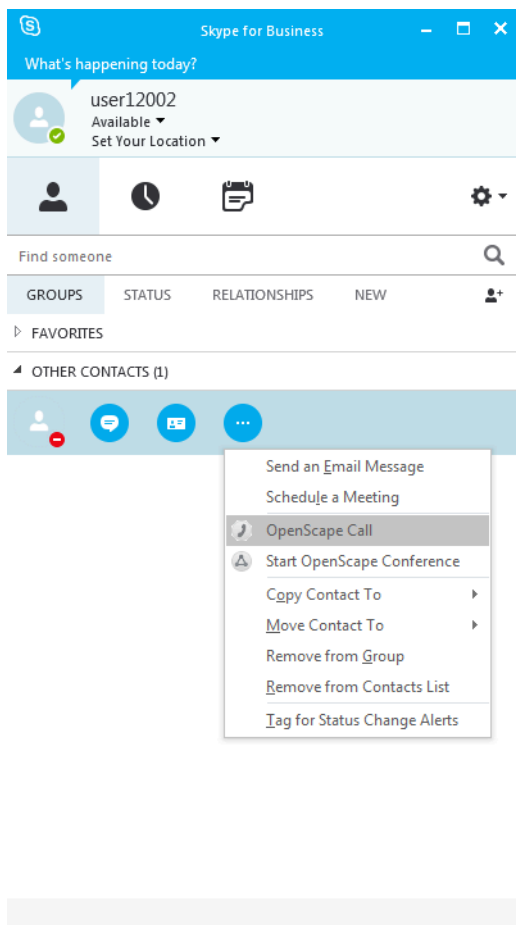 Skype for Business
What's happening today?
user12002
Available
Set Your Location
Find someone
GROUPS STATUS RELATIONSHIPS NEW
FAVORITES
OTHER CONTACTS (1)
Send an Email Message
Schedule a Meeting
OpenScape Call
Start OpenScape Conference
Copy Contact To
Move Contact To
Remove from Group
Remove from Contacts List
Tag for Status Change Alerts